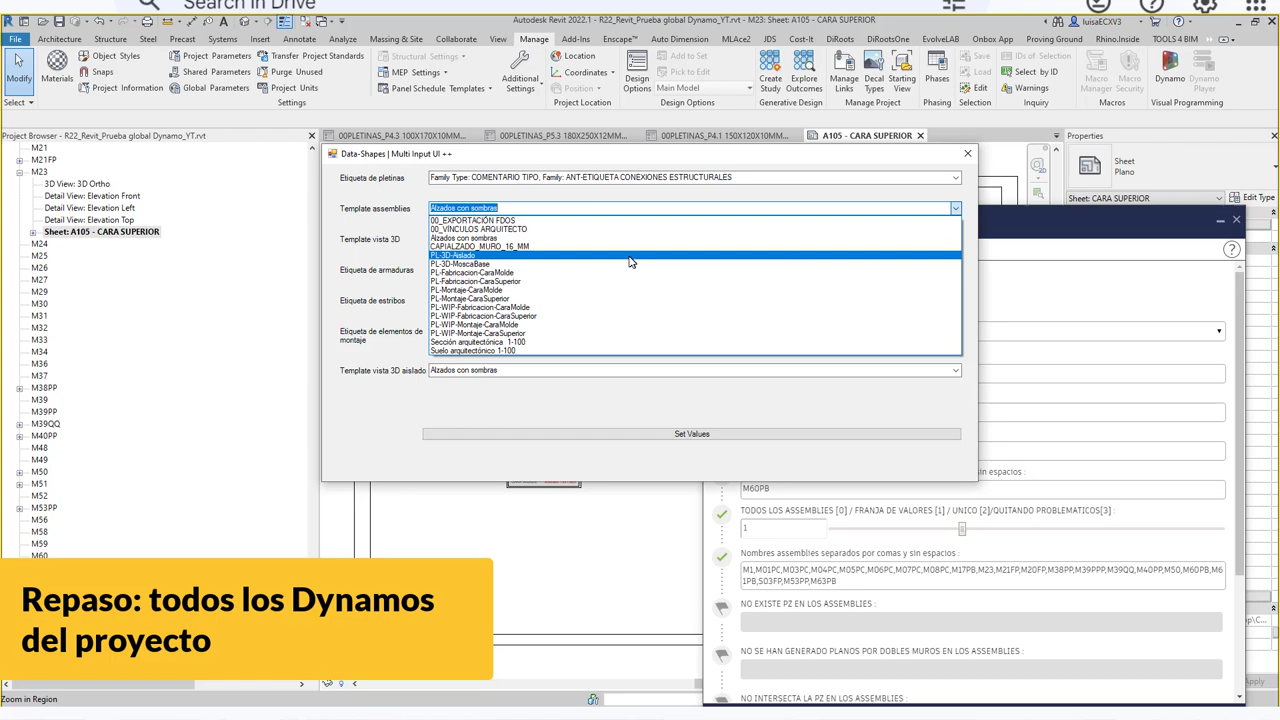 Search in Drive
Autodesk Revit 2022.1 - R22_Revit_Prueba global Dynamo_YT.rvt - M23: Sheet: A105 - CARA SUPERIOR
luisaECXV3
File Architecture Structure Steel Precast Systems Insert Annotate Analyze Massing & Site Collaborate View Manage Add-Ins Enscape™ Auto Dimension MLAce2 JDS Cost-It DiRoots DiRootsOne EvolveLAB Onbox App Proving Ground Rhino.Inside TOOLS 4 BIM
Modify
Materials
Object Styles
Snaps
Project Information
Project Parameters
Shared Parameters
Global Parameters
Transfer Project Standards
Purge Unused
Project Units
Structural Settings
MEP Settings
Panel Schedule Templates
Additional
Settings
Location
Coordinates
Position
Design
Options
Add to Set
Pick to Edit
Main Model
Create
Study
Explore
Outcomes
Manage
Links
Decal
Types
Starting
View
Phases
Save
Load
Edit
IDs of Selection
Select by ID
Warnings
Macro
Manager
Macro
Security
Dynamo
Dynamo
Player
Select
Settings
Project Location
Design Options
Generative Design
Manage Project
Phasing
Selection
Inquiry
Macros
Visual Programming
Project Browser - R22_Revit_Prueba global Dynamo_YT.rvt
M21
M21FP
M23
3D View: 3D Ortho
Detail View: Elevation Front
Detail View: Elevation Left
Detail View: Elevation Top
Sheet: A105 - CARA SUPERIOR
M24
M25
M29
M30
M31
M32
M33
M34
M35
M36
M37
M38PP
M39
M39QQ
M40PP
M48
M50
M51
M52
M53PP
M56
M58
M59
M60
00PLETINAS_P4.3 100X170X10MM...
00PLETINAS_P5.3 180X250X12MM...
00PLETINAS_P4.1 150X120X10MM...
A105 - CARA SUPERIOR
Properties
Sheet
Plano
Sheet: CARA SUPERIOR
Edit Type
Data-Shapes | Multi Input UI ++
Etiqueta de pletinas
Family Type: COMENTARIO TIPO, Family: ANT-ETIQUETA CONEXIONES ESTRUCTURALES
Template assemblies
Alzados con sombras
00_EXPORTACIÓN FDOS
00_VÍNCULOS ARQUITECTO
Alzados con sombras
CAPIALZADO_MURO_16_MM
PL-3D-Aislado
PL-3D-MoscaBase
PL-Fabricacion-CaraMolde
PL-Fabricacion-CaraSuperior
PL-Montaje-CaraMolde
PL-Montaje-CaraSuperior
PL-WIP-Fabricacion-CaraMolde
PL-WIP-Fabricacion-CaraSuperior
PL-WIP-Montaje-CaraMolde
PL-WIP-Montaje-CaraSuperior
Sección arquitectónica 1-100
Suelo arquitectónico 1-100
Template vista 3D
Etiqueta de armaduras
Etiqueta de estribos
Etiqueta de elementos de
montaje
Template vista 3D aislado
Alzados con sombras
Set Values
sin espacios :
M60PB
TODOS LOS ASSEMBLIES [0] / FRANJA DE VALORES [1] / UNICO [2]/QUITANDO PROBLEMATICOS[3] :
1
Nombres assemblies separados por comas y sin espacios :
M1,M01PC,M03PC,M04PC,M05PC,M06PC,M07PC,M08PC,M17PB,M23,M21FP,M20FP,M38PP,M39PPP,M39QQ,M40PP,M50,M60PB,M6
1PB,S03FP,M53PP,M63PB
NO EXISTE PZ EN LOS ASSEMBLIES :
NO SE HAN GENERADO PLANOS POR DOBLES MUROS EN LOS ASSEMBLIES :
NO INTERSECTA LA PZ EN LOS ASSEMBLIES :
Apply
Repaso: todos los Dynamos
del proyecto
Zoom in Region